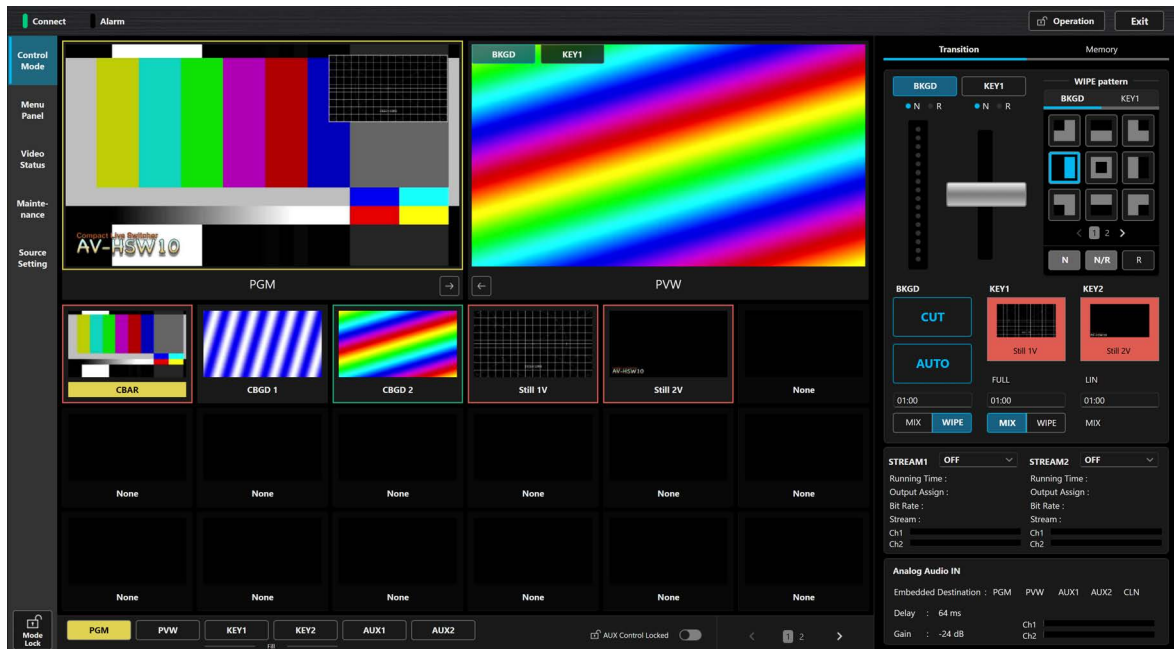 Connect Alarm Operation Exit
Control
Mode
Menu
Panel
Video
Status
Mainte-
nance
Source
Setting
Mode
Lock
Compact Live Switcher
AV-HSW10
BKGD KEY1
PGM → ← PVW
CBAR CBGD 1 CBGD 2 Still 1V Still 2V None
AV-HSW10
None None None None None None
None None None None None None
PGM PVW KEY1 KEY2 AUX1 AUX2
Fill
AUX Control Locked < 1 2 >
Transition Memory
BKGD KEY1
N R N R
WIPE pattern
BKGD KEY1
< 1 2 >
N N/R R
BKGD KEY1 KEY2
CUT
AUTO
Still 1V Still 2V
FULL LIN
01:00 01:00 01:00
MIX WIPE MIX WIPE MIX
STREAM1 OFF STREAM2 OFF
Running Time : Running Time :
Output Assign : Output Assign :
Bit Rate : Bit Rate :
Stream : Stream :
Ch1 Ch1
Ch2 Ch2
Analog Audio IN
Embedded Destination : PGM PVW AUX1 AUX2 CLN
Delay : 64 ms
Gain : -24 dB
Ch1
Ch2